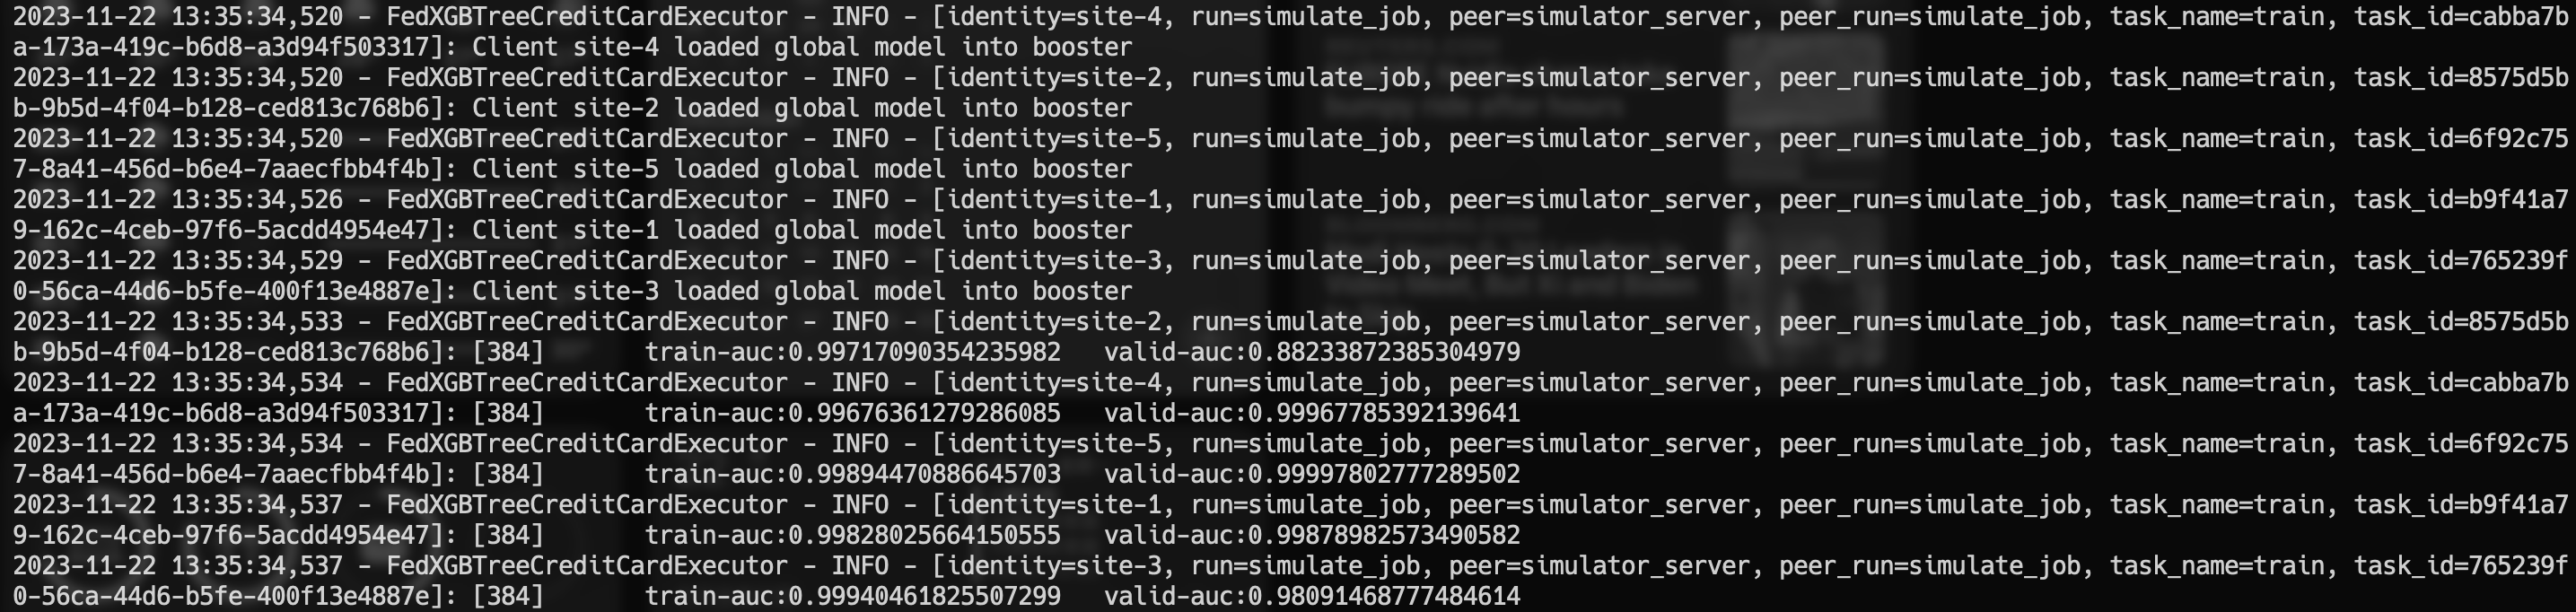 2023-11-22 13:35:34,520 - FedXGBTreeCreditCardExecutor - INFO - [identity=site-4, run=simulate_job, peer=simulator_server, peer_run=simulate_job, task_name=train, task_id=cabba7b
a-173a-419c-b6d8-a3d94f503317]: Client site-4 loaded global model into booster
2023-11-22 13:35:34,520 - FedXGBTreeCreditCardExecutor - INFO - [identity=site-2, run=simulate_job, peer=simulator_server, peer_run=simulate_job, task_name=train, task_id=8575d5b
b-9b5d-4f04-b128-ced813c768b6]: Client site-2 loaded global model into booster
2023-11-22 13:35:34,520 - FedXGBTreeCreditCardExecutor - INFO - [identity=site-5, run=simulate_job, peer=simulator_server, peer_run=simulate_job, task_name=train, task_id=6f92c75
7-8a41-456d-b6e4-7aaecfbb4f4b]: Client site-5 loaded global model into booster
2023-11-22 13:35:34,526 - FedXGBTreeCreditCardExecutor - INFO - [identity=site-1, run=simulate_job, peer=simulator_server, peer_run=simulate_job, task_name=train, task_id=b9f41a7
9-162c-4ceb-97f6-5acdd4954e47]: Client site-1 loaded global model into booster
2023-11-22 13:35:34,529 - FedXGBTreeCreditCardExecutor - INFO - [identity=site-3, run=simulate_job, peer=simulator_server, peer_run=simulate_job, task_name=train, task_id=765239f
0-56ca-44d6-b5fe-400f13e4887e]: Client site-3 loaded global model into booster
2023-11-22 13:35:34,533 - FedXGBTreeCreditCardExecutor - INFO - [identity=site-2, run=simulate_job, peer=simulator_server, peer_run=simulate_job, task_name=train, task_id=8575d5b
b-9b5d-4f04-b128-ced813c768b6]: [384] train-auc:0.99717090354235982 valid-auc:0.88233872385304979
2023-11-22 13:35:34,534 - FedXGBTreeCreditCardExecutor - INFO - [identity=site-4, run=simulate_job, peer=simulator_server, peer_run=simulate_job, task_name=train, task_id=cabba7b
a-173a-419c-b6d8-a3d94f503317]: [384] train-auc:0.99676361279286085 valid-auc:0.99967785392139641
2023-11-22 13:35:34,534 - FedXGBTreeCreditCardExecutor - INFO - [identity=site-5, run=simulate_job, peer=simulator_server, peer_run=simulate_job, task_name=train, task_id=6f92c75
7-8a41-456d-b6e4-7aaecfbb4f4b]: [384] train-auc:0.99894470886645703 valid-auc:0.99997802777289502
2023-11-22 13:35:34,537 - FedXGBTreeCreditCardExecutor - INFO - [identity=site-1, run=simulate_job, peer=simulator_server, peer_run=simulate_job, task_name=train, task_id=b9f41a7
9-162c-4ceb-97f6-5acdd4954e47]: [384] train-auc:0.99828025664150555 valid-auc:0.99878982573490582
2023-11-22 13:35:34,537 - FedXGBTreeCreditCardExecutor - INFO - [identity=site-3, run=simulate_job, peer=simulator_server, peer_run=simulate_job, task_name=train, task_id=765239f
0-56ca-44d6-b5fe-400f13e4887e]: [384] train-auc:0.99940461825507299 valid-auc:0.98091468777484614